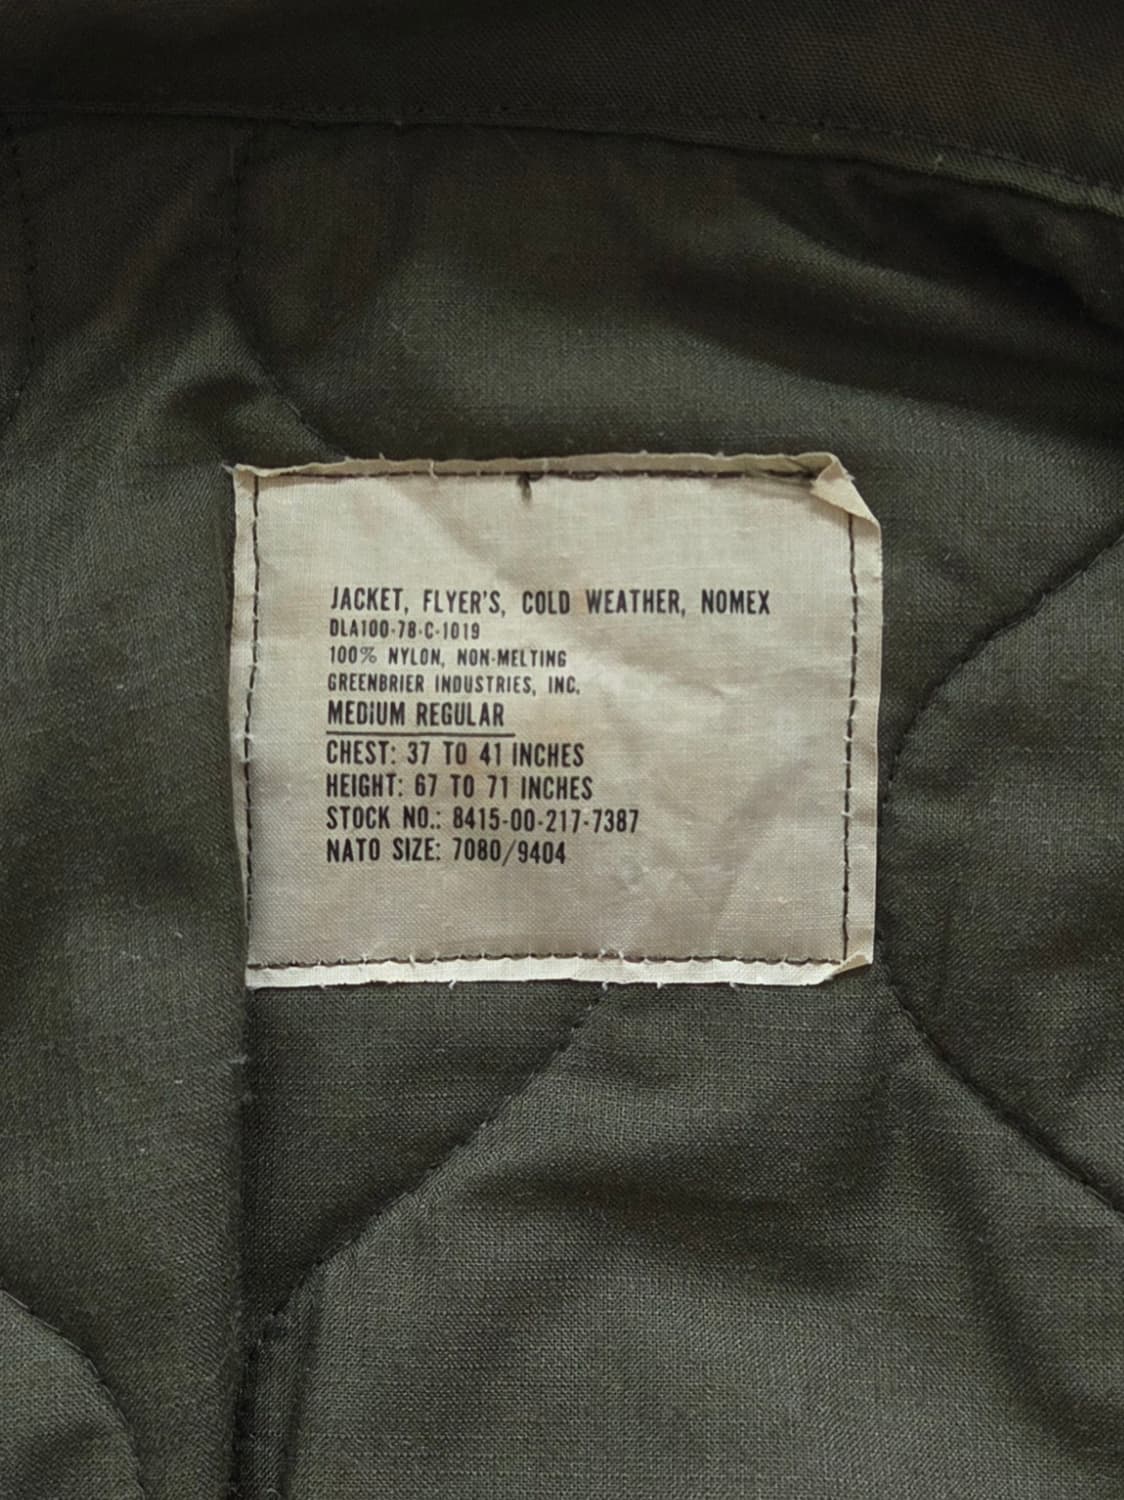 JACKET, FLYER'S, COLD WEATHER, NOMEX
DLA100-78-C-1019
100% NYLON, NON-MELTING
GREENBRIER INDUSTRIES, INC.
MEDIUM REGULAR
CHEST: 37 TO 41 INCHES
HEIGHT: 67 TO 71 INCHES
STOCK NO.: 8415-00-217-7387
NATO SIZE: 7080/9404